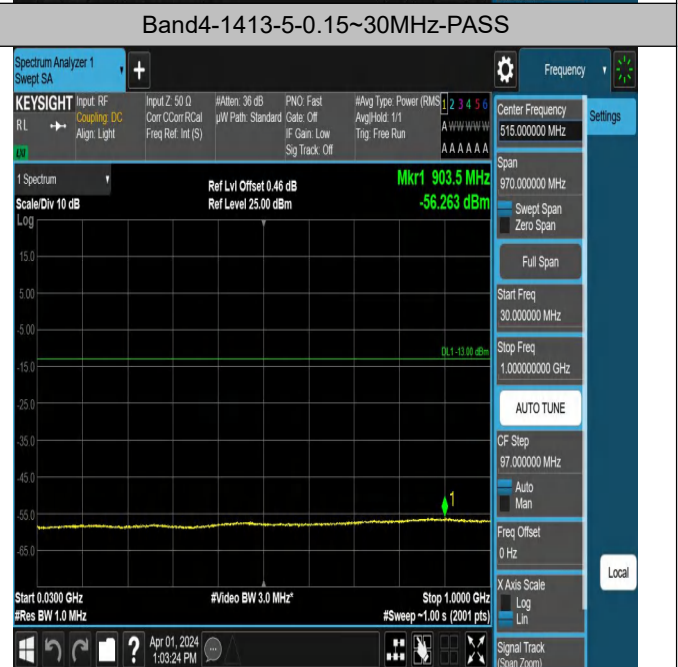 Band4-1413-5-0.15~30MHz-PASS
Spectrum Analyzer 1
Swept SA
+
Frequency
KEYSIGHT
RL
LXI
Input: RF
Coupling: DC
Align: Light
Input Z: 50 Ω
Corr CCorr RCal
Freq Ref: Int (S)
#Atten: 36 dB
µW Path: Standard
PNO: Fast
Gate: Off
IF Gain: Low
Sig Track: Off
#Avg Type: Power (RMS
Avg|Hold: 1/1
Trig: Free Run
1 2 3 4 5 6
A W W W W W
A A A A A A
1 Spectrum
Scale/Div 10 dB
Log
Ref Lvl Offset 0.46 dB
Ref Level 25.00 dBm
Mkr1 903.5 MHz
-56.263 dBm
15.0
5.00
-5.00
-15.0
-25.0
-35.0
-45.0
-55.0
-65.0
DL1 -13.00 dBm
1
Start 0.0300 GHz
#Res BW 1.0 MHz
#Video BW 3.0 MHz*
Stop 1.0000 GHz
#Sweep ~1.00 s (2001 pts)
Center Frequency
515.000000 MHz
Settings
Span
970.000000 MHz
Swept Span
Zero Span
Full Span
Start Freq
30.000000 MHz
Stop Freq
1.000000000 GHz
AUTO TUNE
CF Step
97.000000 MHz
Auto
Man
Freq Offset
0 Hz
X Axis Scale
Log
Lin
Local
Signal Track
(Span Zoom)
?
Apr 01, 2024
1:03:24 PM